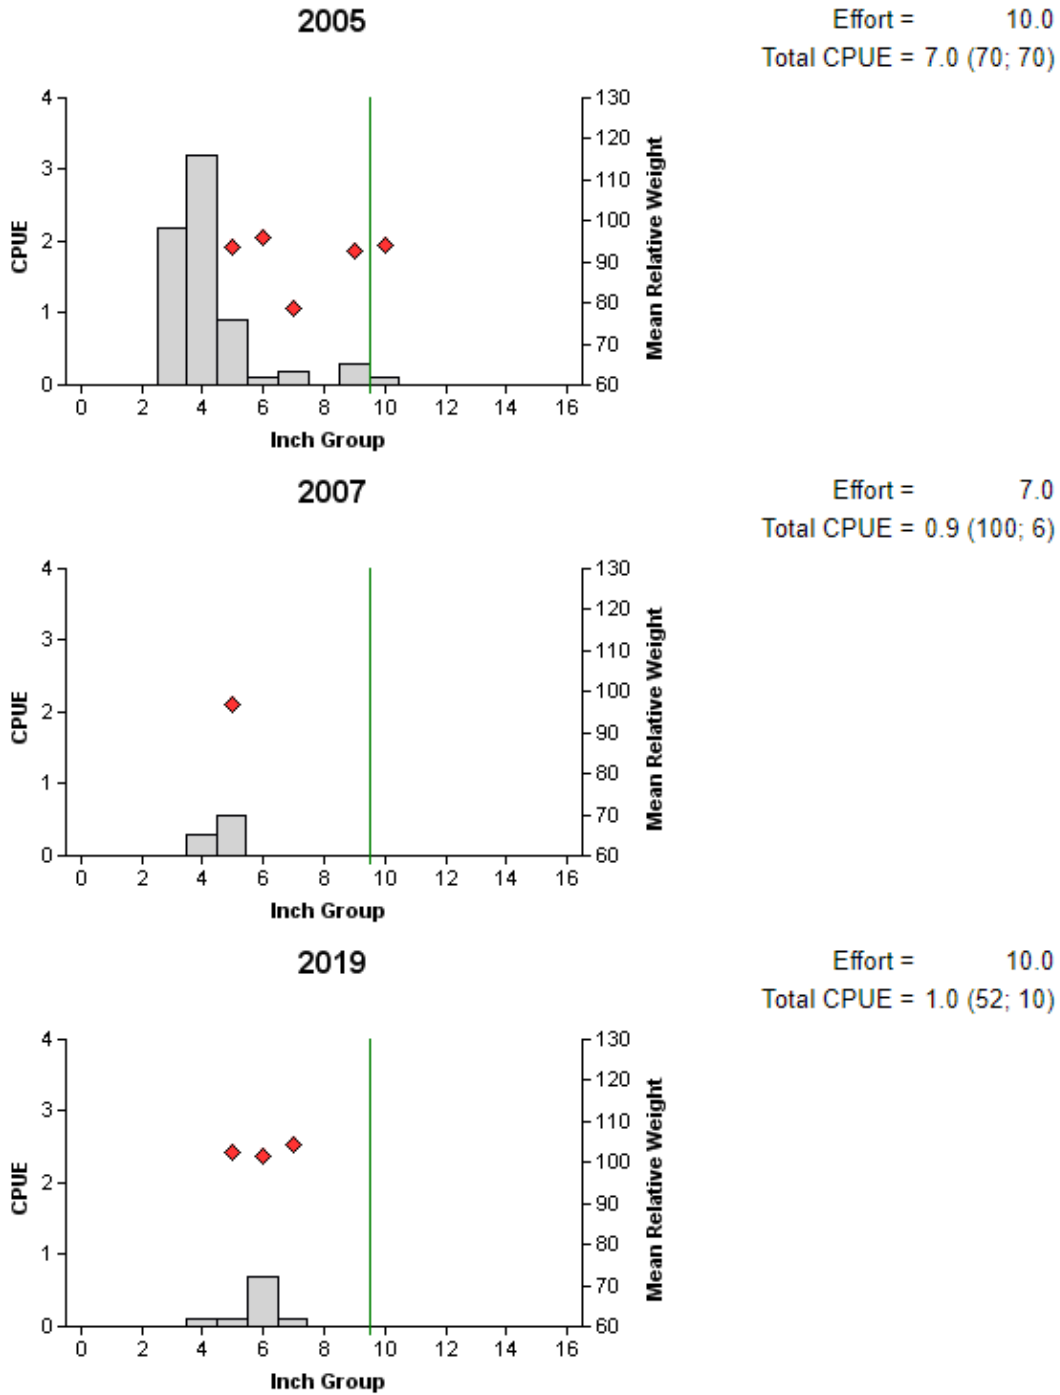 2005
Effort = 10.0
Total CPUE = 7.0 (70; 70)
4
3
2
1
0
CPUE
130
120
110
100
90
80
70
60
Mean Relative Weight
0 2 4 6 8 10 12 14 16
Inch Group
2007
Effort = 7.0
Total CPUE = 0.9 (100; 6)
4
3
2
1
0
CPUE
130
120
110
100
90
80
70
60
Mean Relative Weight
0 2 4 6 8 10 12 14 16
Inch Group
2019
Effort = 10.0
Total CPUE = 1.0 (52; 10)
4
3
2
1
0
CPUE
130
120
110
100
90
80
70
60
Mean Relative Weight
0 2 4 6 8 10 12 14 16
Inch Group